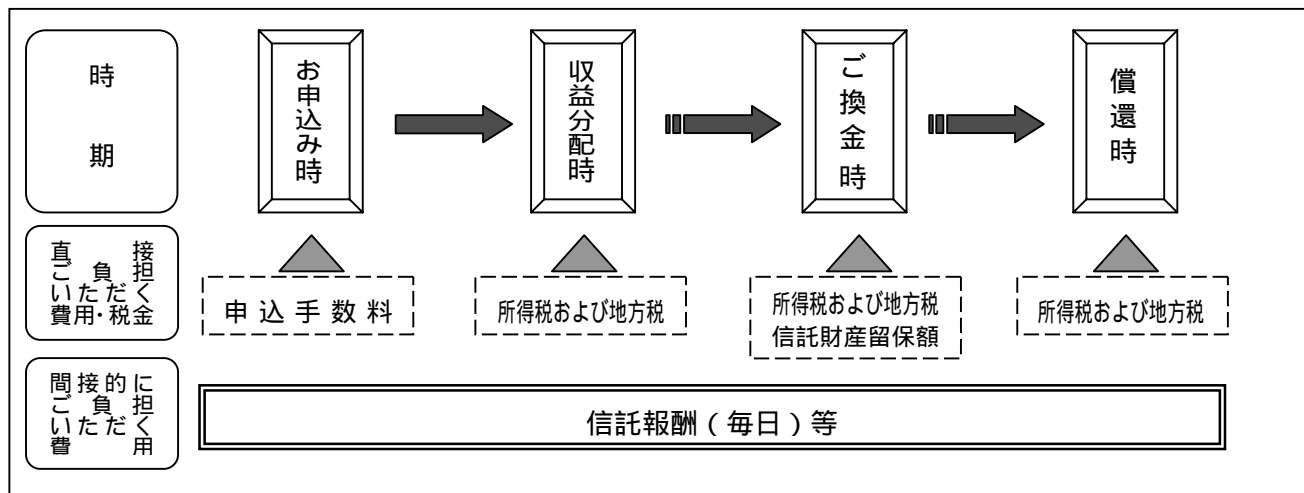 時期
お申込み時
収益分配時
ご換金時
償還時
直接
ご負担
いただく
費用・税金
申込手数料
所得税および地方税
所得税および地方税
信託財産留保額
所得税および地方税
間接的に
ご負担
いただく
費用
信託報酬（毎日）等